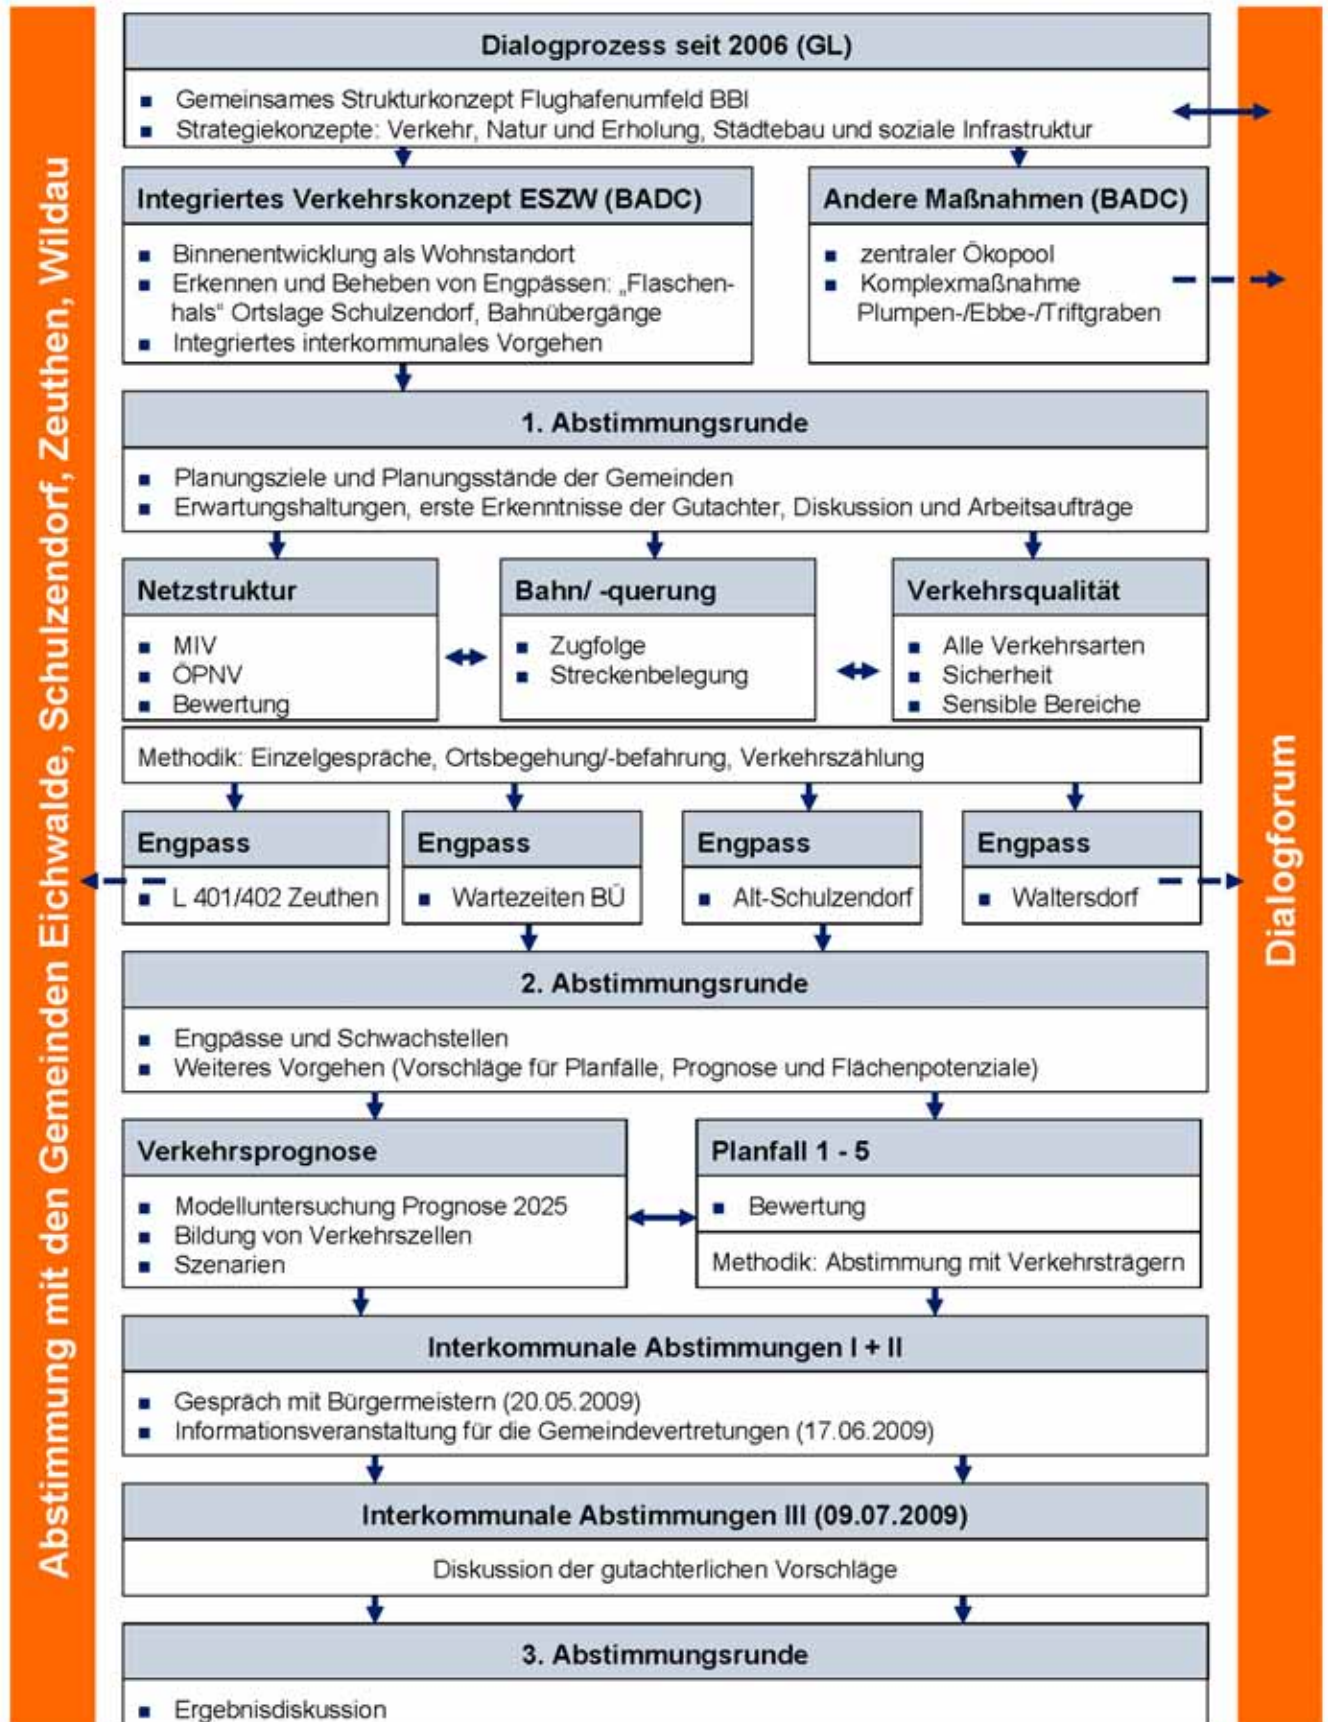 Abstimmung mit den Gemeinden Eichwalde, Schulzendorf, Zeuthen, Wildau
Dialogprozess seit 2006 (GL)
Gemeinsames Strukturkonzept Flughafenumfeld BBI
Strategiekonzepte: Verkehr, Natur und Erholung, Städtebau und soziale Infrastruktur
Integriertes Verkehrskonzept ESZW (BADC)
Binnenentwicklung als Wohnstandort
Erkennen und Beheben von Engpässen: „Flaschen-
hals“ Ortslage Schulzendorf, Bahnübergänge
Integriertes interkommunales Vorgehen
Andere Maßnahmen (BADC)
zentraler Ökopool
Komplexmaßnahme
Plumpen-/Ebbe-/Triftgraben
1. Abstimmungsrunde
Planungsziele und Planungsstände der Gemeinden
Erwartungshaltungen, erste Erkenntnisse der Gutachter, Diskussion und Arbeitsaufträge
Netzstruktur
MIV
ÖPNV
Bewertung
Bahn/ -querung
Zugfolge
Streckenbelegung
Verkehrsqualität
Alle Verkehrsarten
Sicherheit
Sensible Bereiche
Methodik: Einzelgespräche, Ortsbegehung/-befahrung, Verkehrszählung
Engpass
L 401/402 Zeuthen
Engpass
Wartezeiten BÜ
Engpass
Alt-Schulzendorf
Engpass
Waltersdorf
2. Abstimmungsrunde
Engpässe und Schwachstellen
Weiteres Vorgehen (Vorschläge für Planfälle, Prognose und Flächenpotenziale)
Verkehrsprognose
Modelluntersuchung Prognose 2025
Bildung von Verkehrszellen
Szenarien
Planfall 1 - 5
Bewertung
Methodik: Abstimmung mit Verkehrsträgern
Interkommunale Abstimmungen I + II
Gespräch mit Bürgermeistern (20.05.2009)
Informationsveranstaltung für die Gemeindevertretungen (17.06.2009)
Interkommunale Abstimmungen III (09.07.2009)
Diskussion der gutachterlichen Vorschläge
3. Abstimmungsrunde
Ergebnisdiskussion
Dialogforum